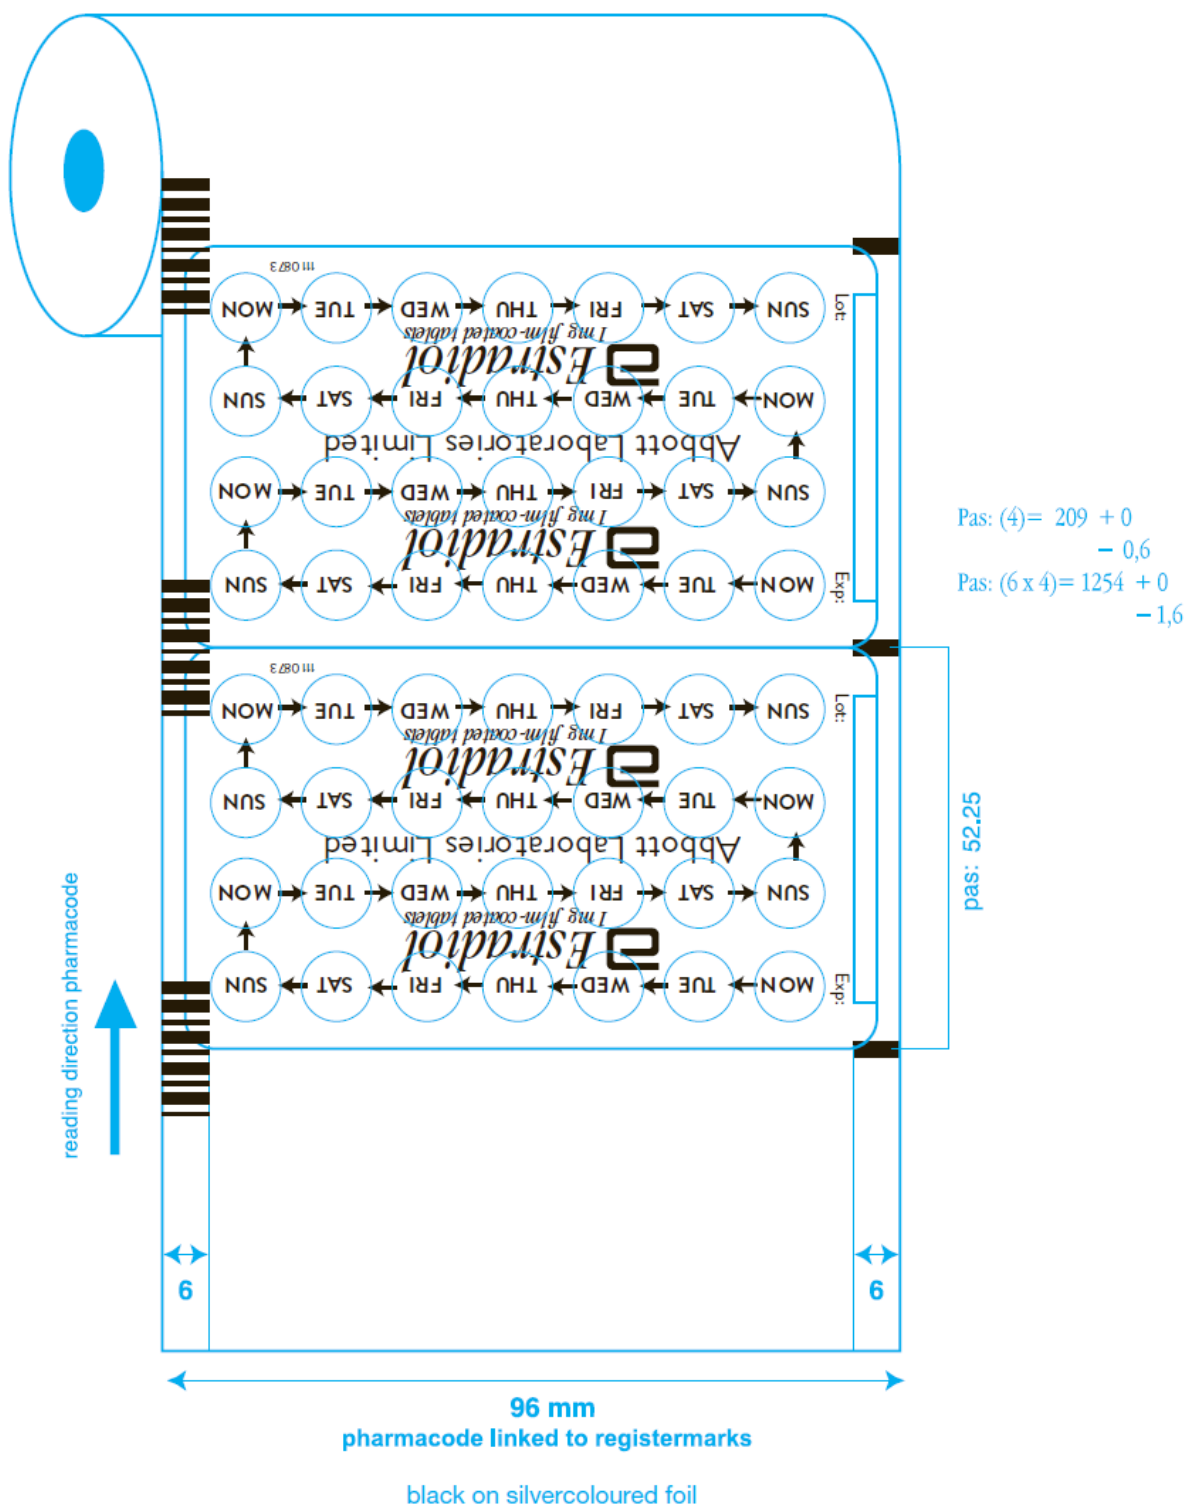 1110873
MON TUE WED THU FRI SAT SUN
Lot:
1 mg film-coated tablets
Estradiol
SUN SAT FRI THU WED TUE MON
Abbott Laboratories Limited
MON TUE WED THU FRI SAT SUN
1 mg film-coated tablets
Estradiol
SUN SAT FRI THU WED TUE MON
Exp:
Pas: (4)= 209 + 0
- 0,6
Pas: (6 x 4)= 1254 + 0
- 1,6
1110873
MON TUE WED THU FRI SAT SUN
Lot:
1 mg film-coated tablets
Estradiol
SUN SAT FRI THU WED TUE MON
Abbott Laboratories Limited
MON TUE WED THU FRI SAT SUN
1 mg film-coated tablets
Estradiol
SUN SAT FRI THU WED TUE MON
Exp:
pas: 52.25
reading direction pharmacode
6
6
96 mm
pharmacode linked to registermarks
black on silvercoloured foil